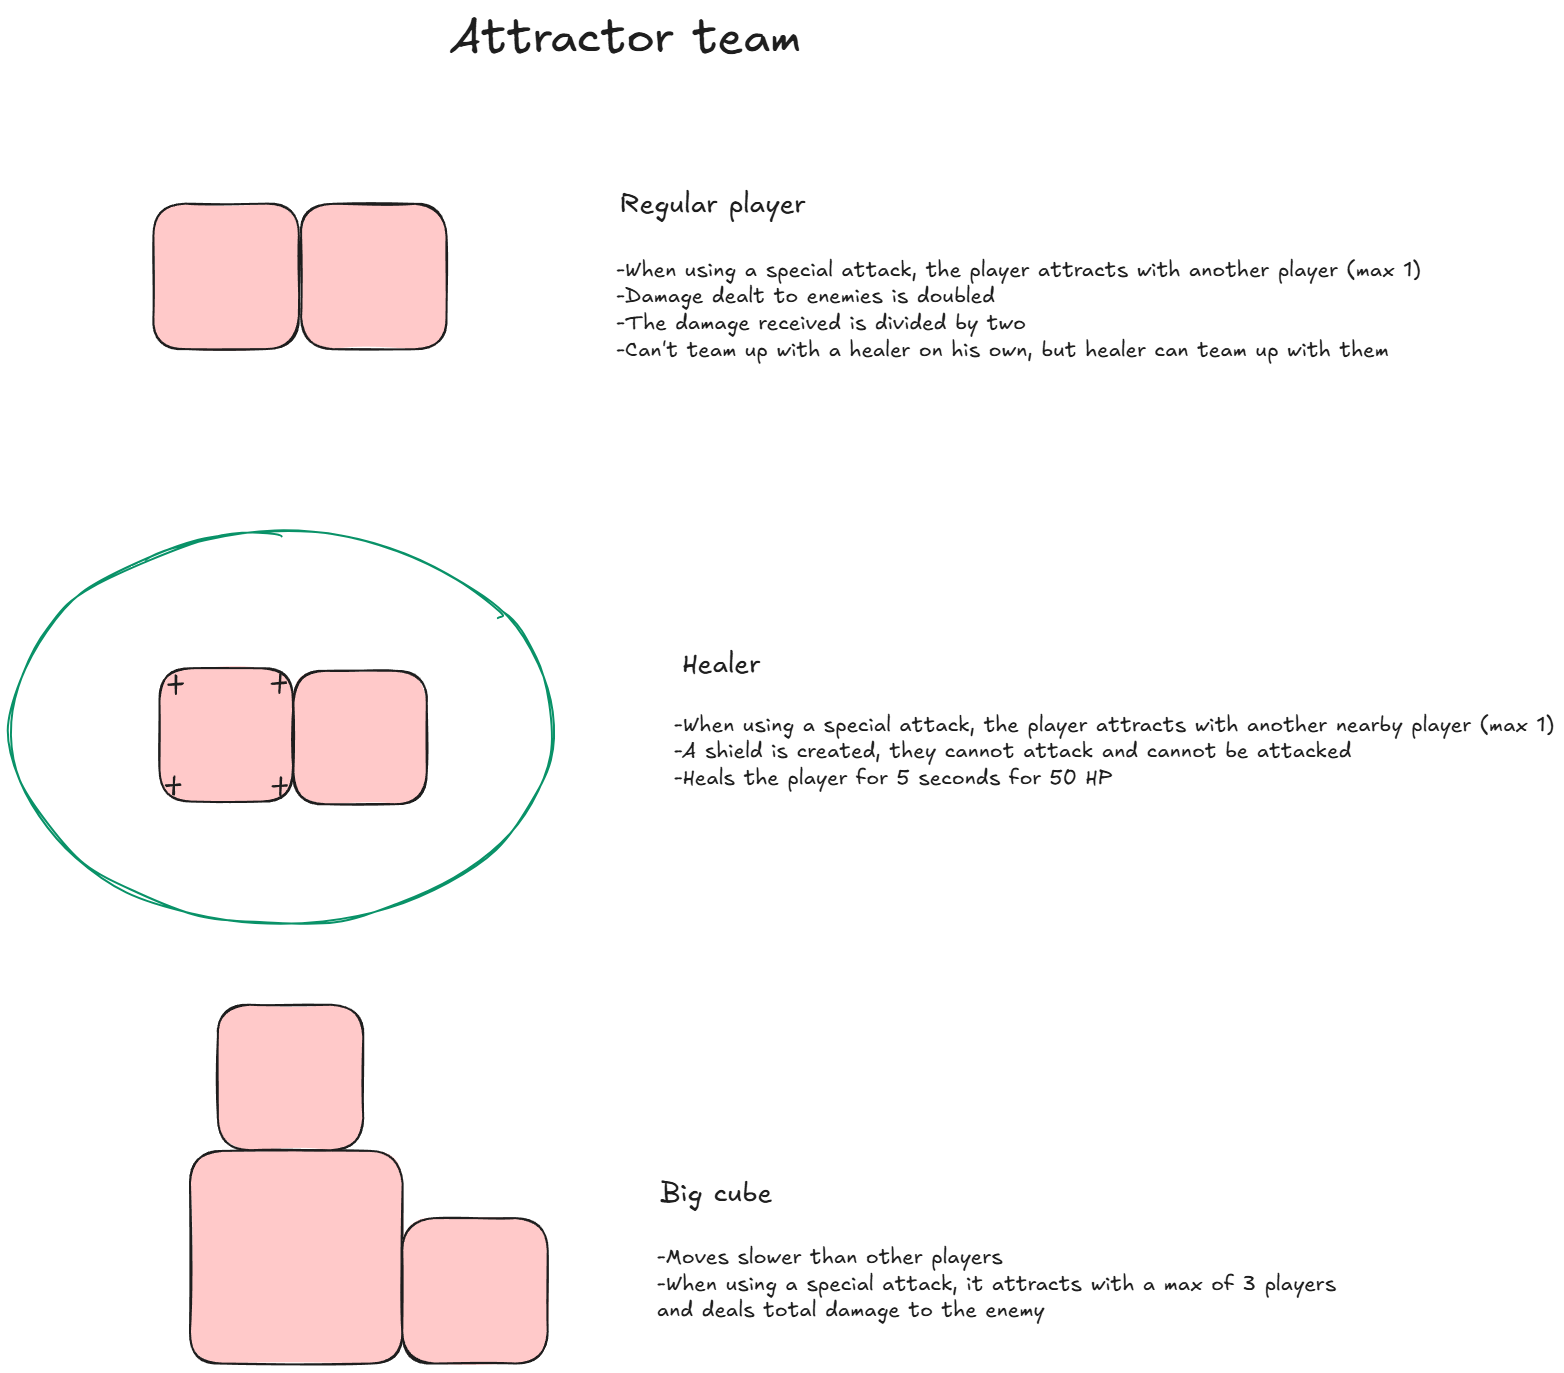 Attractor team
Regular player
-When using a special attack, the player attracts with another player (max 1)
-Damage dealt to enemies is doubled
-The damage received is divided by two
-Can't team up with a healer on his own, but healer can team up with them
Healer
-When using a special attack, the player attracts with another nearby player (max 1)
-A shield is created, they cannot attack and cannot be attacked
-Heals the player for 5 seconds for 50 HP
Big cube
-Moves slower than other players
-When using a special attack, it attracts with a max of 3 players
and deals total damage to the enemy